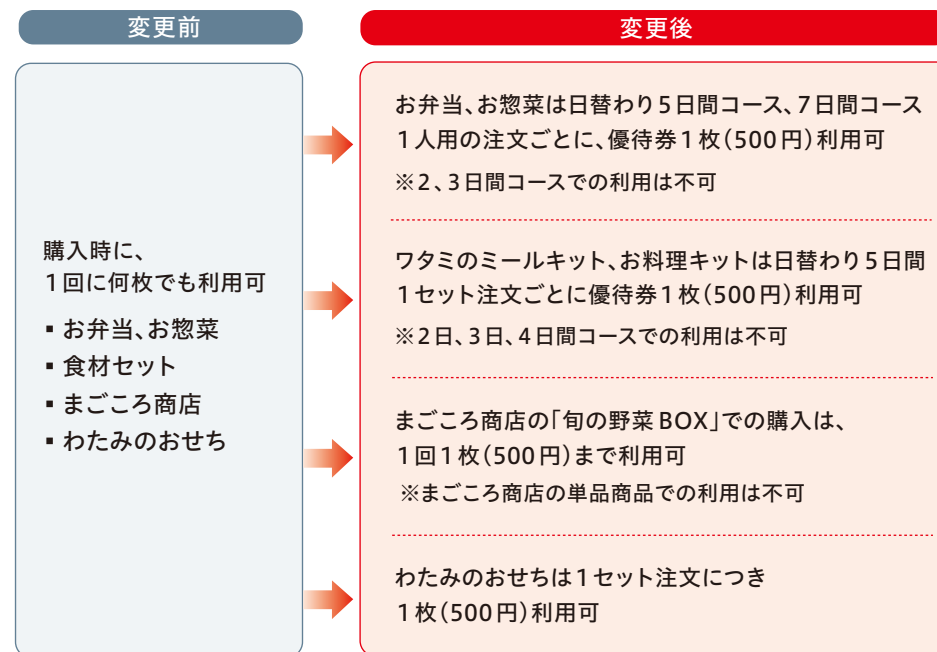 変更前
変更後
購入時に、
1回に何枚でも利用可
▪お弁当、お惣菜
▪食材セット
▪まごころ商店
▪わたみのおせち
お弁当、お惣菜は日替わり5日間コース、7日間コース
1人用の注文ごとに、優待券1枚(500円)利用可
※2、3日間コースでの利用は不可
ワタミのミールキット、お料理キットは日替わり5日間
1セット注文ごとに優待券1枚(500円)利用可
※2日、3日、4日間コースでの利用は不可
まごころ商店の「旬の野菜BOX」での購入は、
1回1枚(500円)まで利用可
※まごころ商店の単品商品での利用は不可
わたみのおせちは1セット注文につき
1枚(500円)利用可